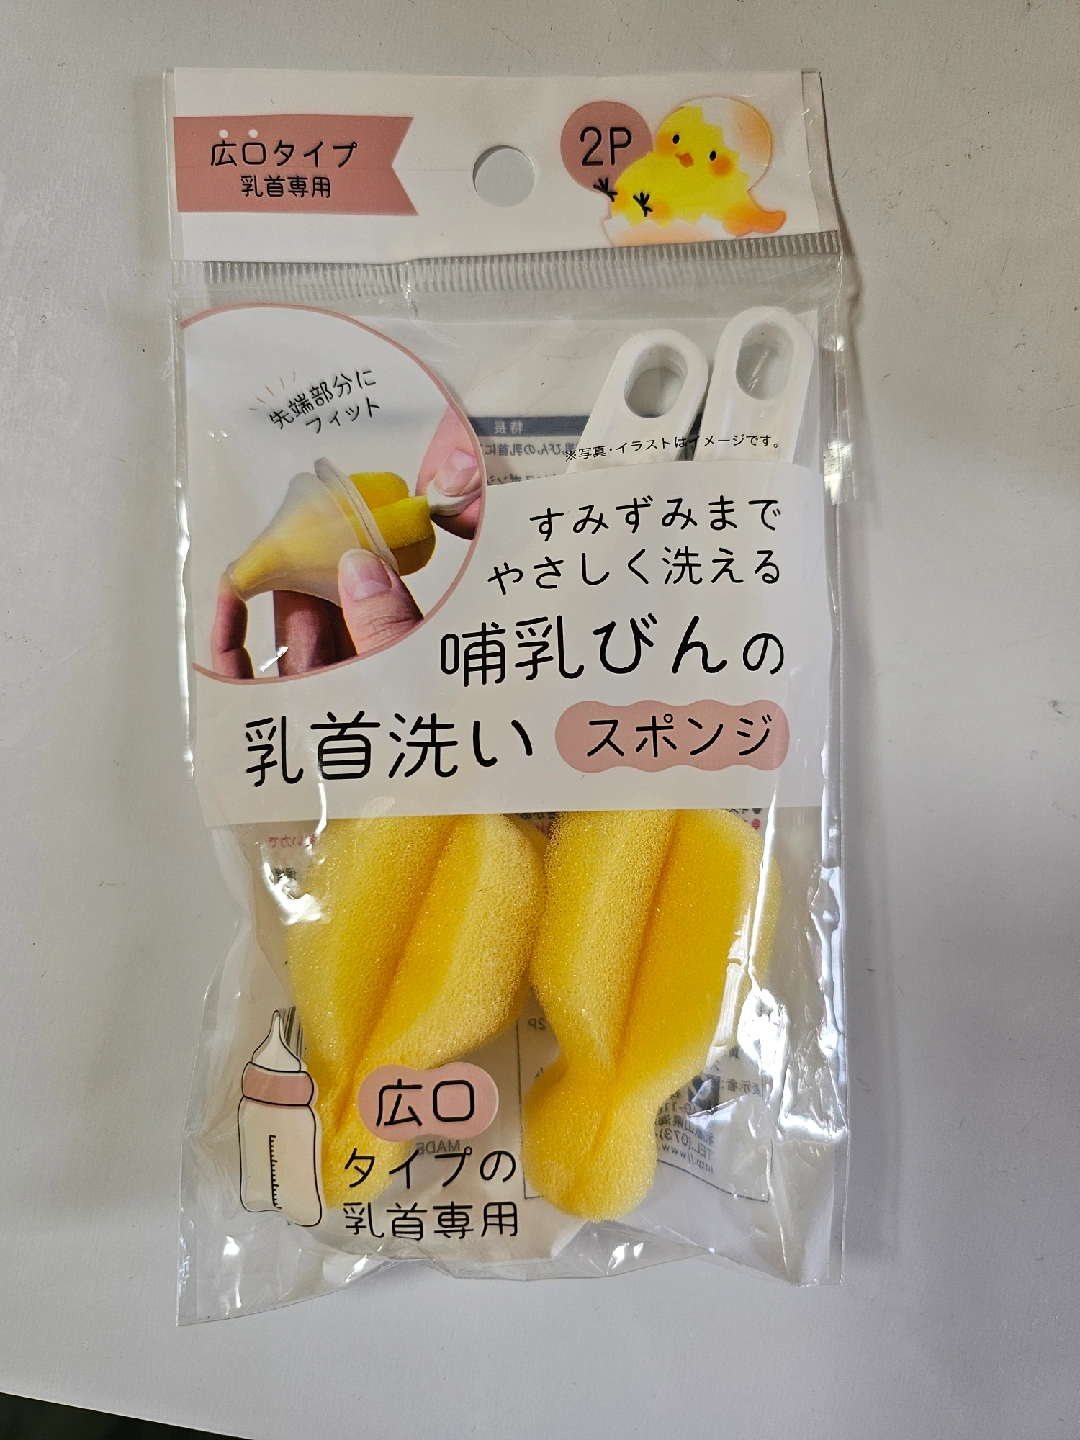 広口タイプ
乳首専用
2P
先端部分に
フィット
特長
※写真・イラストはイメージです。
すみずみまで
やさしく洗える
哺乳びんの
乳首洗い スポンジ
広口
タイプの
乳首専用
MADE